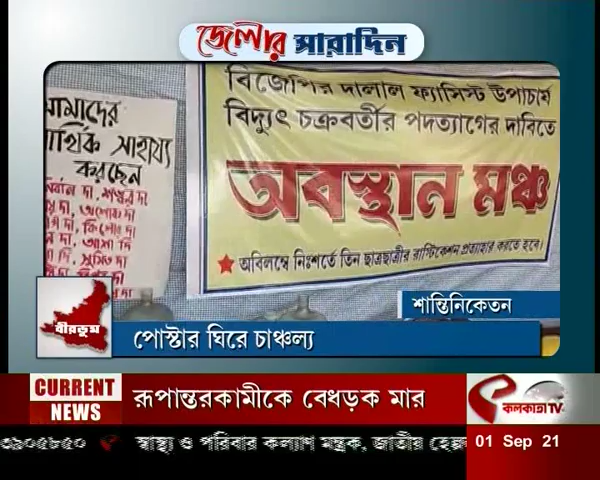 জেলার সারাদিন
বিজেপির দালাল ফ্যাসিস্ট উপাচার্য
বিদ্যুৎ চক্রবর্তীর পদত্যাগের দাবিতে
অবস্থান মঞ্চ
অবিলম্বে নিঃশর্তে তিন ছাত্রছাত্রীর রাস্টিকেশন প্রত্যাহার করতে হবে।
আমাদের
আর্থিক সাহায্য
করছেন
শান্তিনিকেতন
বীরভূম
পোস্টার ঘিরে চাঞ্চল্য
CURRENT
NEWS
রূপান্তরকামীকে বেধড়ক মার
কলকাতা TV
৩৯০৫৮৫০ স্বাস্থ্য ও পরিবার কল্যাণ মন্ত্রক, জাতীয় হেল্প
01 Sep 21